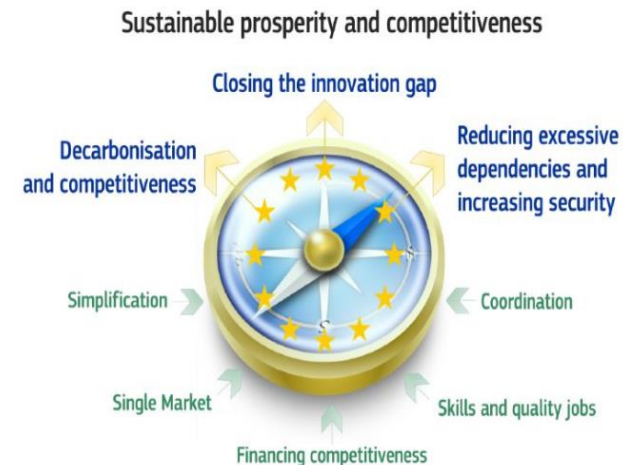 Sustainable prosperity and competitiveness
Closing the innovation gap
Decarbonisation
and competitiveness
Reducing excessive
dependencies and
increasing security
Simplification
Coordination
Single Market
Skills and quality jobs
Financing competitiveness
S